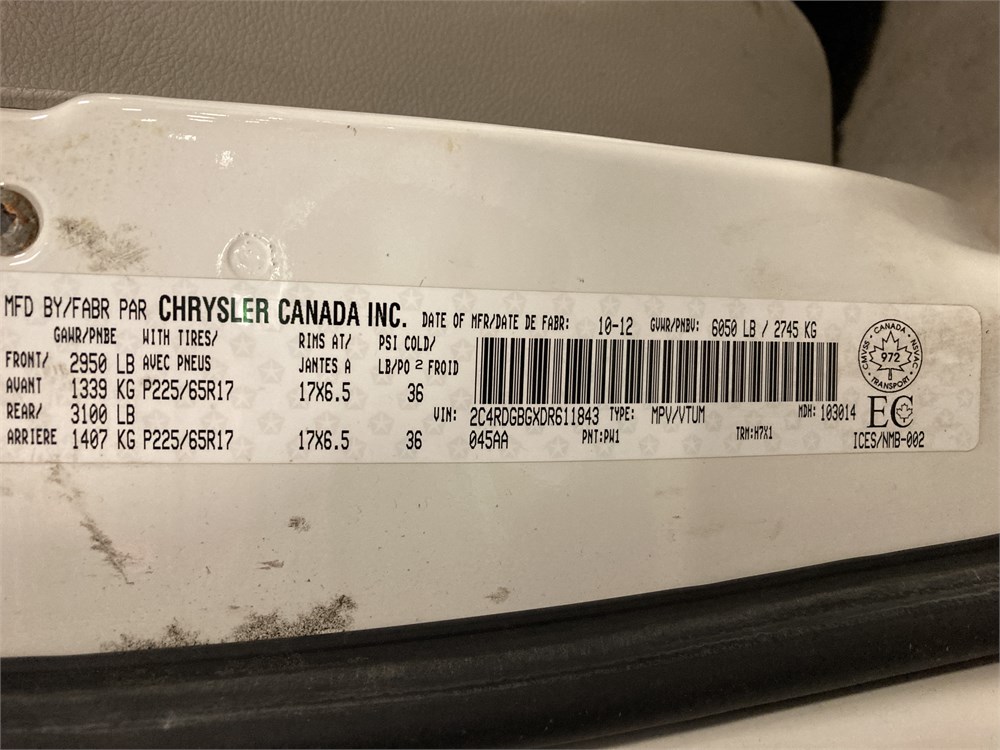 MFD BY/FABR PAR CHRYSLER CANADA INC. DATE OF MFR/DATE DE FABR: 10-12 GVWR/PNBV: 6050 LB / 2745 KG
GAWR/PNBE WITH TIRES/ RIMS AT/ PSI COLD/
FRONT/ 2950 LB AVEC PNEUS JANTES A LB/PO 2 FROID
AVANT 1339 KG P225/65R17 17X6.5 36
REAR/ 3100 LB
ARRIERE 1407 KG P225/65R17 17X6.5 36
VIN: 2C4RDGBGXDR611843 TYPE: MPV/VTUM MDH: 103014
045AA PNT:PW1 TRM:H7X1
CANADA
CMVSS 972 NSVAC
TRANSPORT
EC
ICES/NMB-002